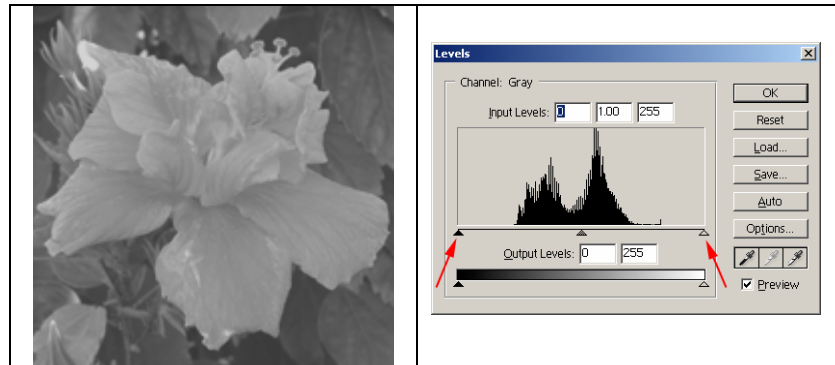 Levels
Channel: Gray
Input Levels: 0 1.00 255
Output Levels: 0 255
OK
Reset
Load...
Save...
Auto
Options...
Preview